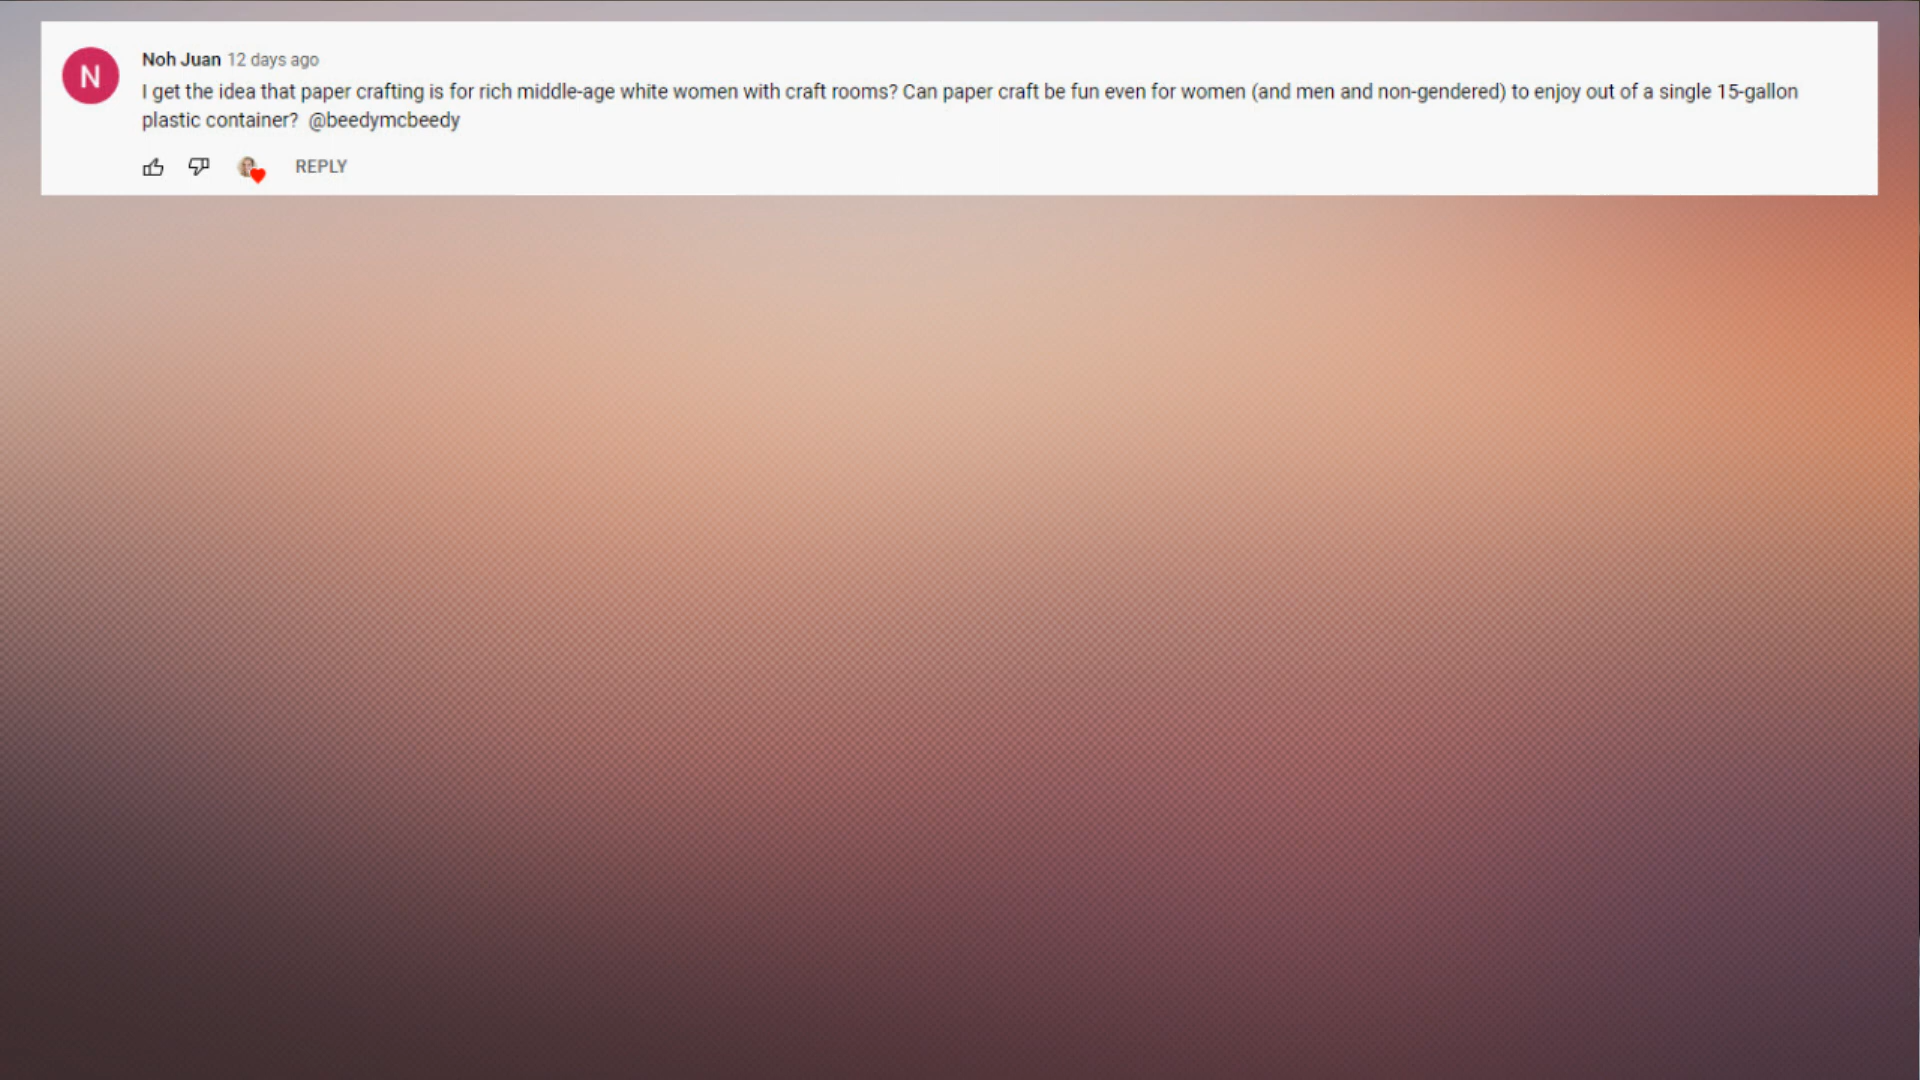 N
Noh Juan 12 days ago
I get the idea that paper crafting is for rich middle-age white women with craft rooms? Can paper craft be fun even for women (and men and non-gendered) to enjoy out of a single 15-gallon
plastic container? @beedymcbeedy
REPLY